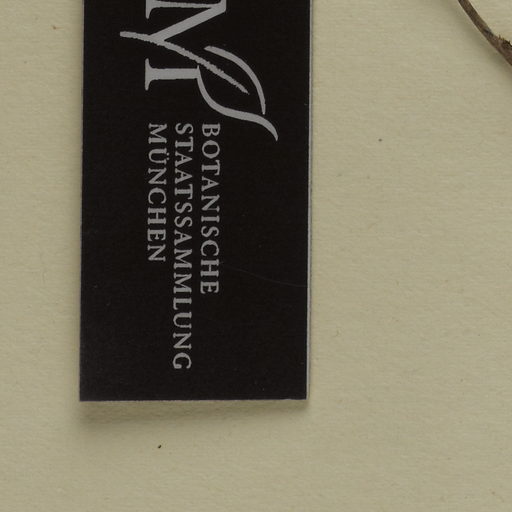 M
BOTANISCHE
STAATSSAMMLUNG
MÜNCHEN